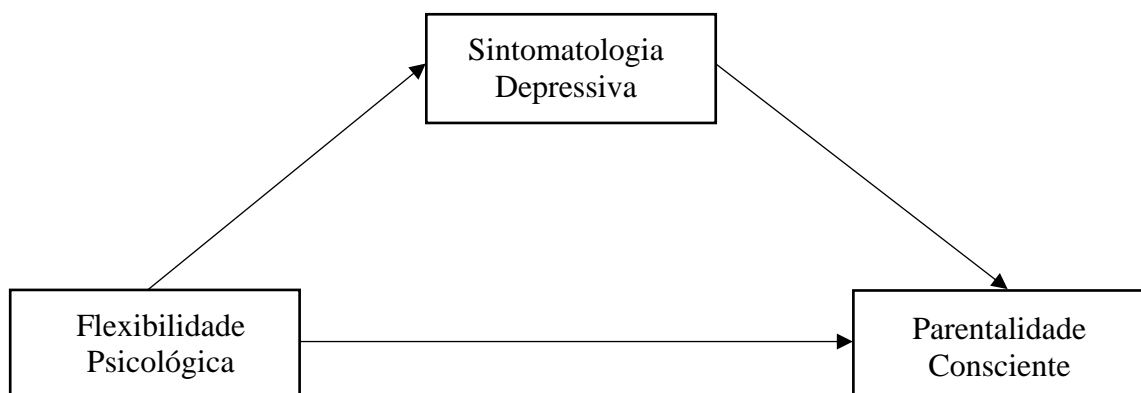 Sintomatologia
Depressiva
Flexibilidade
Psicológica
Parentalidade
Consciente